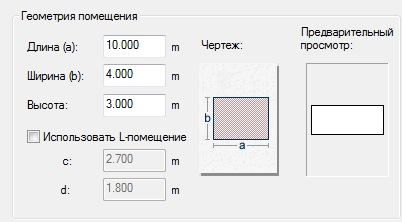 Геометрия помещения
Длина (a): 10.000 m
Ширина (b): 4.000 m
Высота: 3.000 m
Использовать L-помещение
c: 2.700 m
d: 1.800 m
Чертеж:
b
a
Предварительный
просмотр: